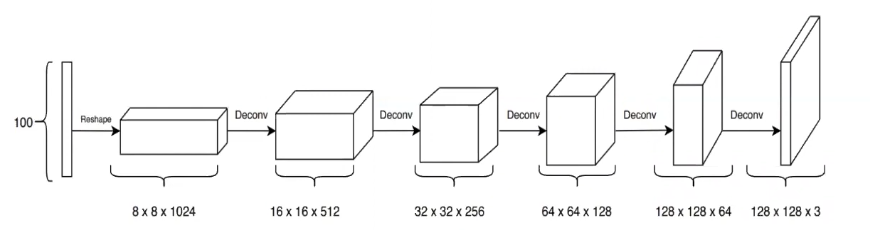 100
Reshape
Deconv
Deconv
Deconv
Deconv
Deconv
8 x 8 x 1024
16 x 16 x 512
32 x 32 x 256
64 x 64 x 128
128 x 128 x 64
128 x 128 x 3